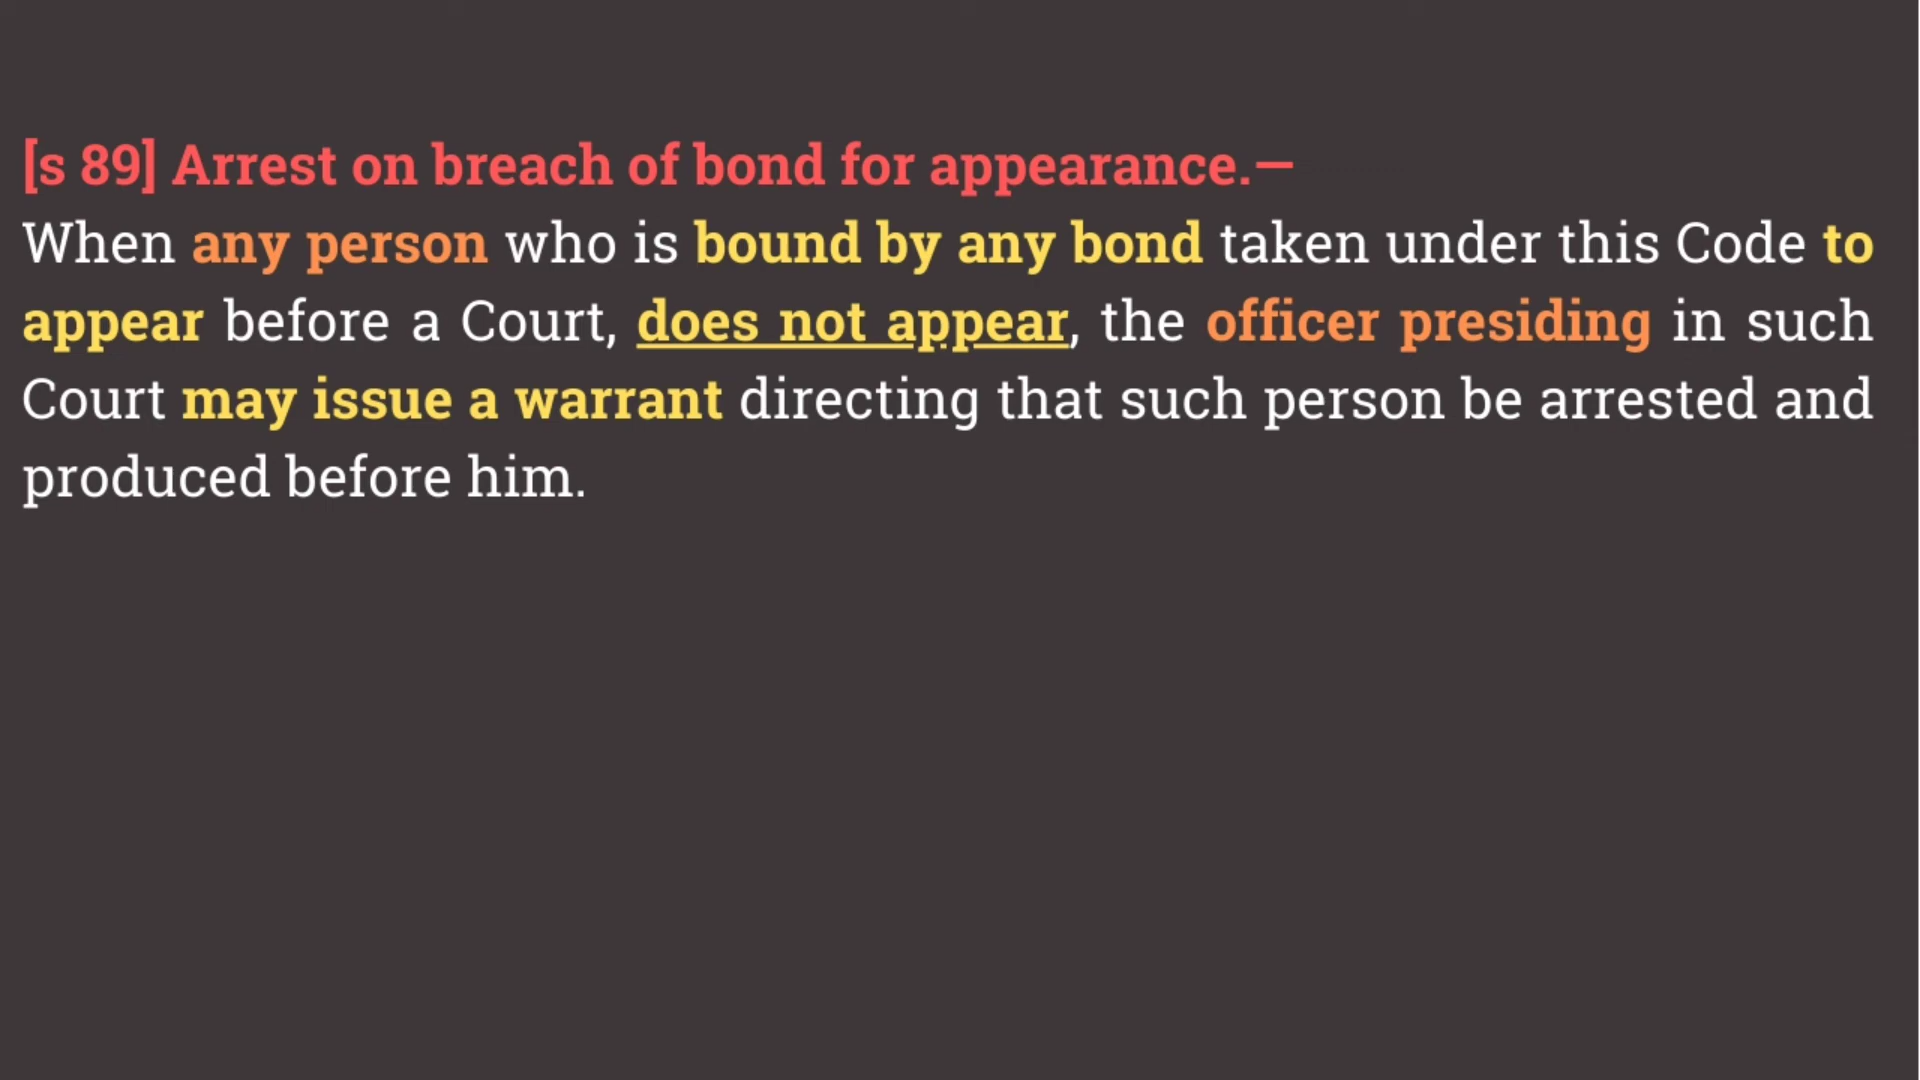 [s 89] Arrest on breach of bond for appearance.—
When any person who is bound by any bond taken under this Code to
appear before a Court, does not appear, the officer presiding in such
Court may issue a warrant directing that such person be arrested and
produced before him.